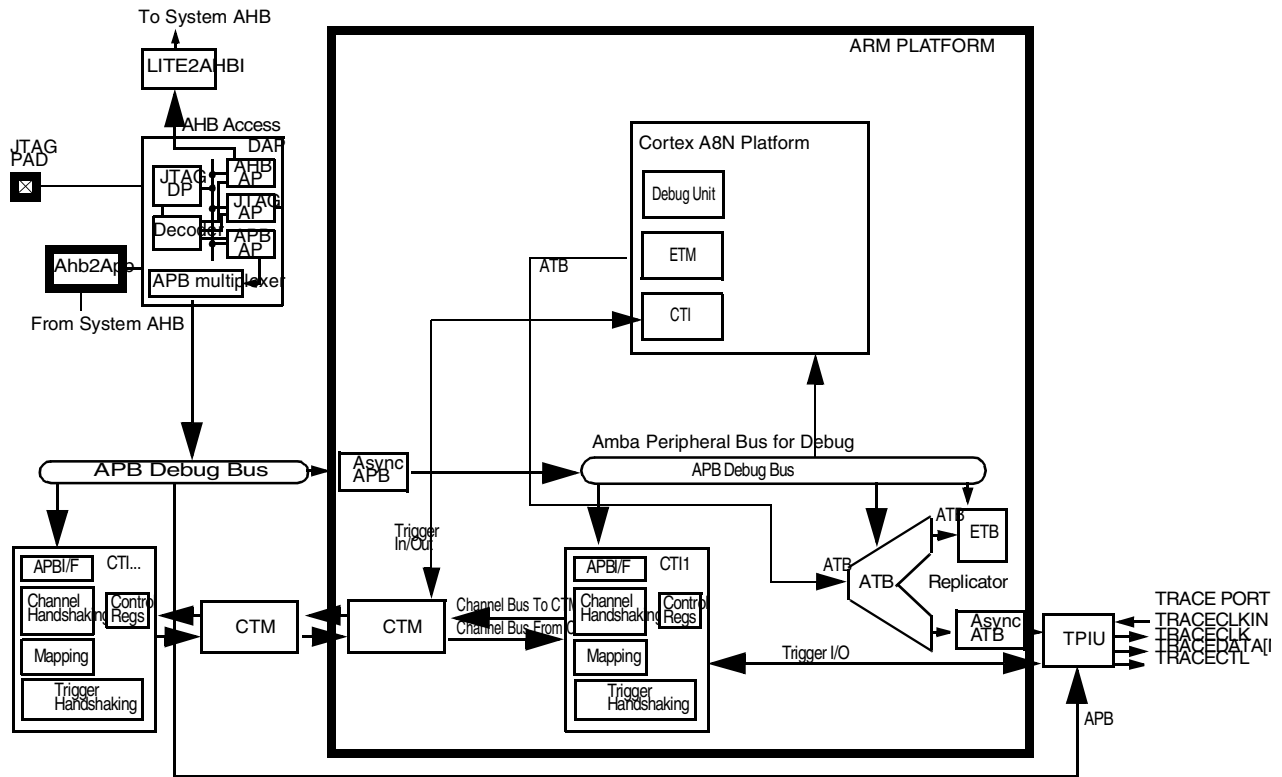 To System AHB
ARM PLATFORM
LITE2AHBI
AHB Access
DAP
JTAG
PAD
JTAG
DP
AHB
AP
JTAG
AP
Decoder
APB
AP
Ahb2App
APB multiplexer
From System AHB
Cortex A8N Platform
Debug Unit
ETM
CTI
ATB
Amba Peripheral Bus for Debug
APB Debug Bus
Async
APB
APB Debug Bus
Trigger
In/Out
ATB
ETB
APBI/F
CTI...
Channel
Handshaking
Control
Regs
Mapping
Trigger
Handshaking
CTM
CTM
Channel Bus To CTM
Channel Bus From C
APBI/F
CTI1
Channel
Handshaking
Control
Regs
Mapping
Trigger
Handshaking
ATB
ATB
Replicator
Async
ATB
Trigger I/O
TPIU
TRACE PORT
TRACECLKIN
TRACECLK
TRACEDATA[
TRACECTL
APB